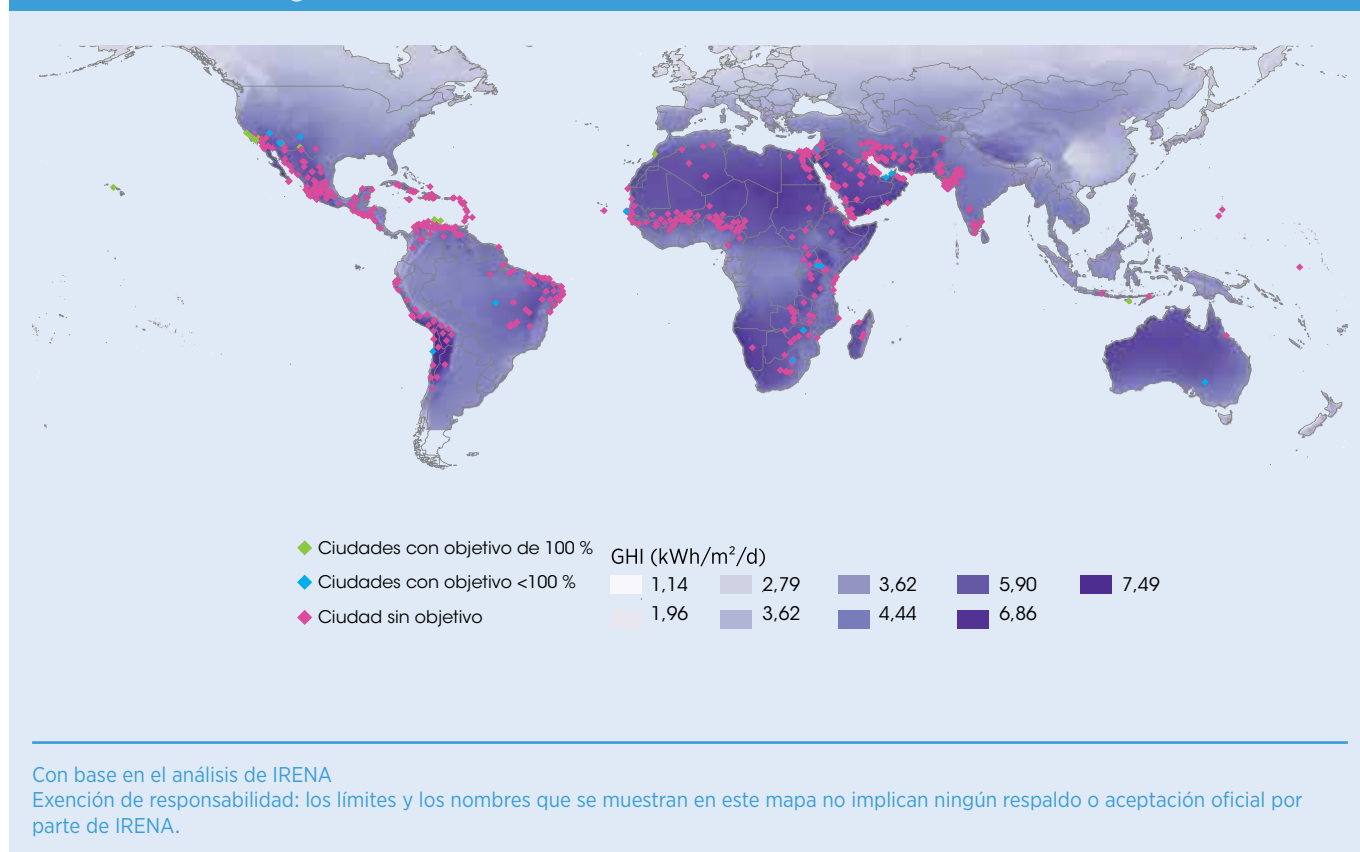 Ciudades con objetivo de 100 %
Ciudades con objetivo <100 %
Ciudad sin objetivo
GHI (kWh/m²/d)
1,14 2,79 3,62 5,90 7,49
1,96 3,62 4,44 6,86
Con base en el análisis de IRENA
Exención de responsabilidad: los límites y los nombres que se muestran en este mapa no implican ningún respaldo o aceptación oficial por
parte de IRENA.